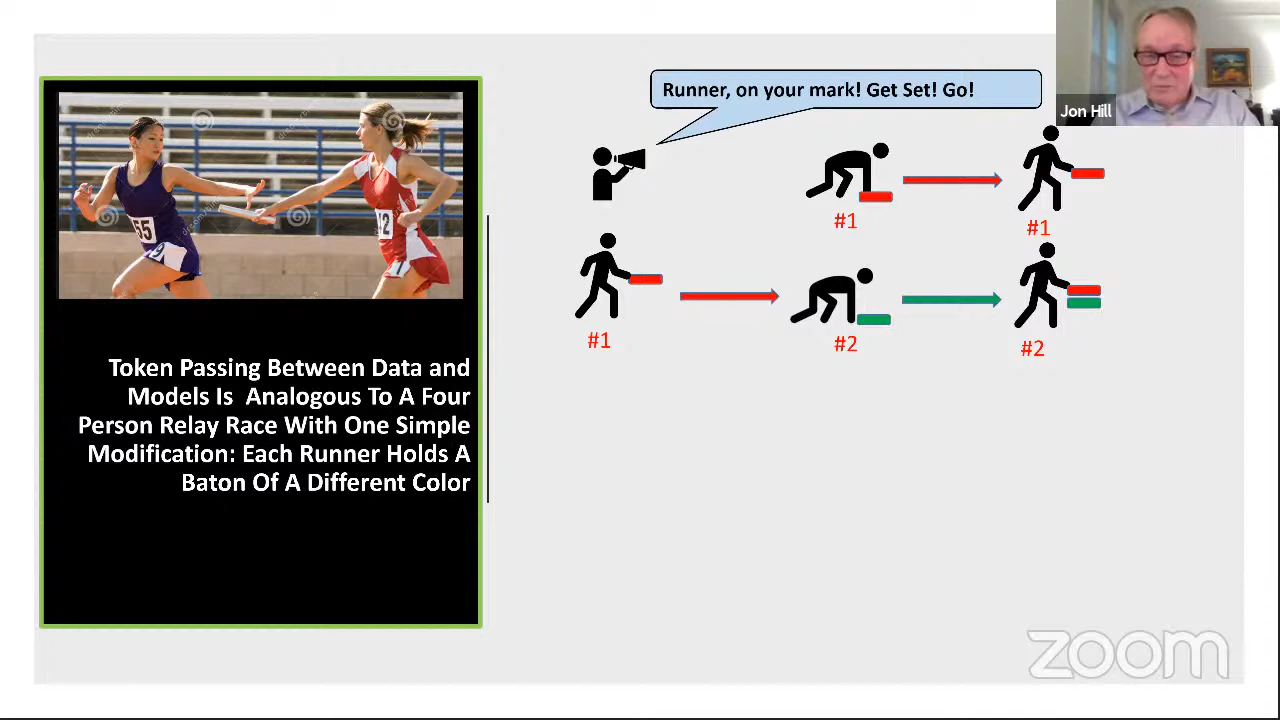 Runner, on your mark! Get Set! Go!
Jon Hill
#1
#1
#1
#2
#2
55
12
Token Passing Between Data and
Models Is Analogous To A Four
Person Relay Race With One Simple
Modification: Each Runner Holds A
Baton Of A Different Color
zoom